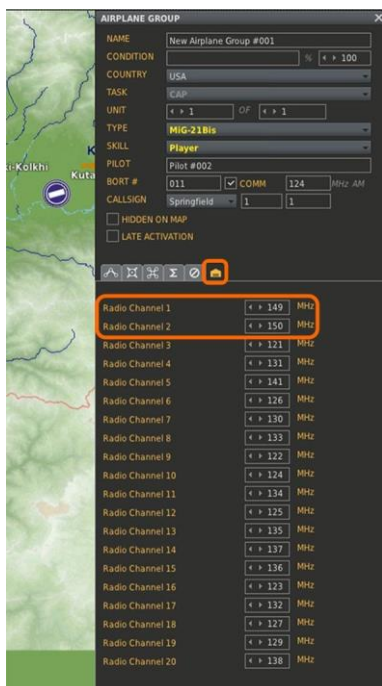 AIRPLANE GROUP X
NAME New Airplane Group #001
CONDITION % 100
COUNTRY USA
TASK CAP
UNIT 1 OF 1
TYPE MiG-21Bis
SKILL Player
PILOT Pilot #002
BORT # 011 COMM 124 MHz AM
CALLSIGN Springfield 1 1
HIDDEN ON MAP
LATE ACTIVATION
i-Kolkhi
K
Kuta
Σ
Radio Channel 1 149 MHz
Radio Channel 2 150 MHz
Radio Channel 3 121 MHz
Radio Channel 4 131 MHz
Radio Channel 5 141 MHz
Radio Channel 6 126 MHz
Radio Channel 7 130 MHz
Radio Channel 8 133 MHz
Radio Channel 9 122 MHz
Radio Channel 10 124 MHz
Radio Channel 11 134 MHz
Radio Channel 12 125 MHz
Radio Channel 13 135 MHz
Radio Channel 14 137 MHz
Radio Channel 15 136 MHz
Radio Channel 16 123 MHz
Radio Channel 17 132 MHz
Radio Channel 18 127 MHz
Radio Channel 19 129 MHz
Radio Channel 20 138 MHz